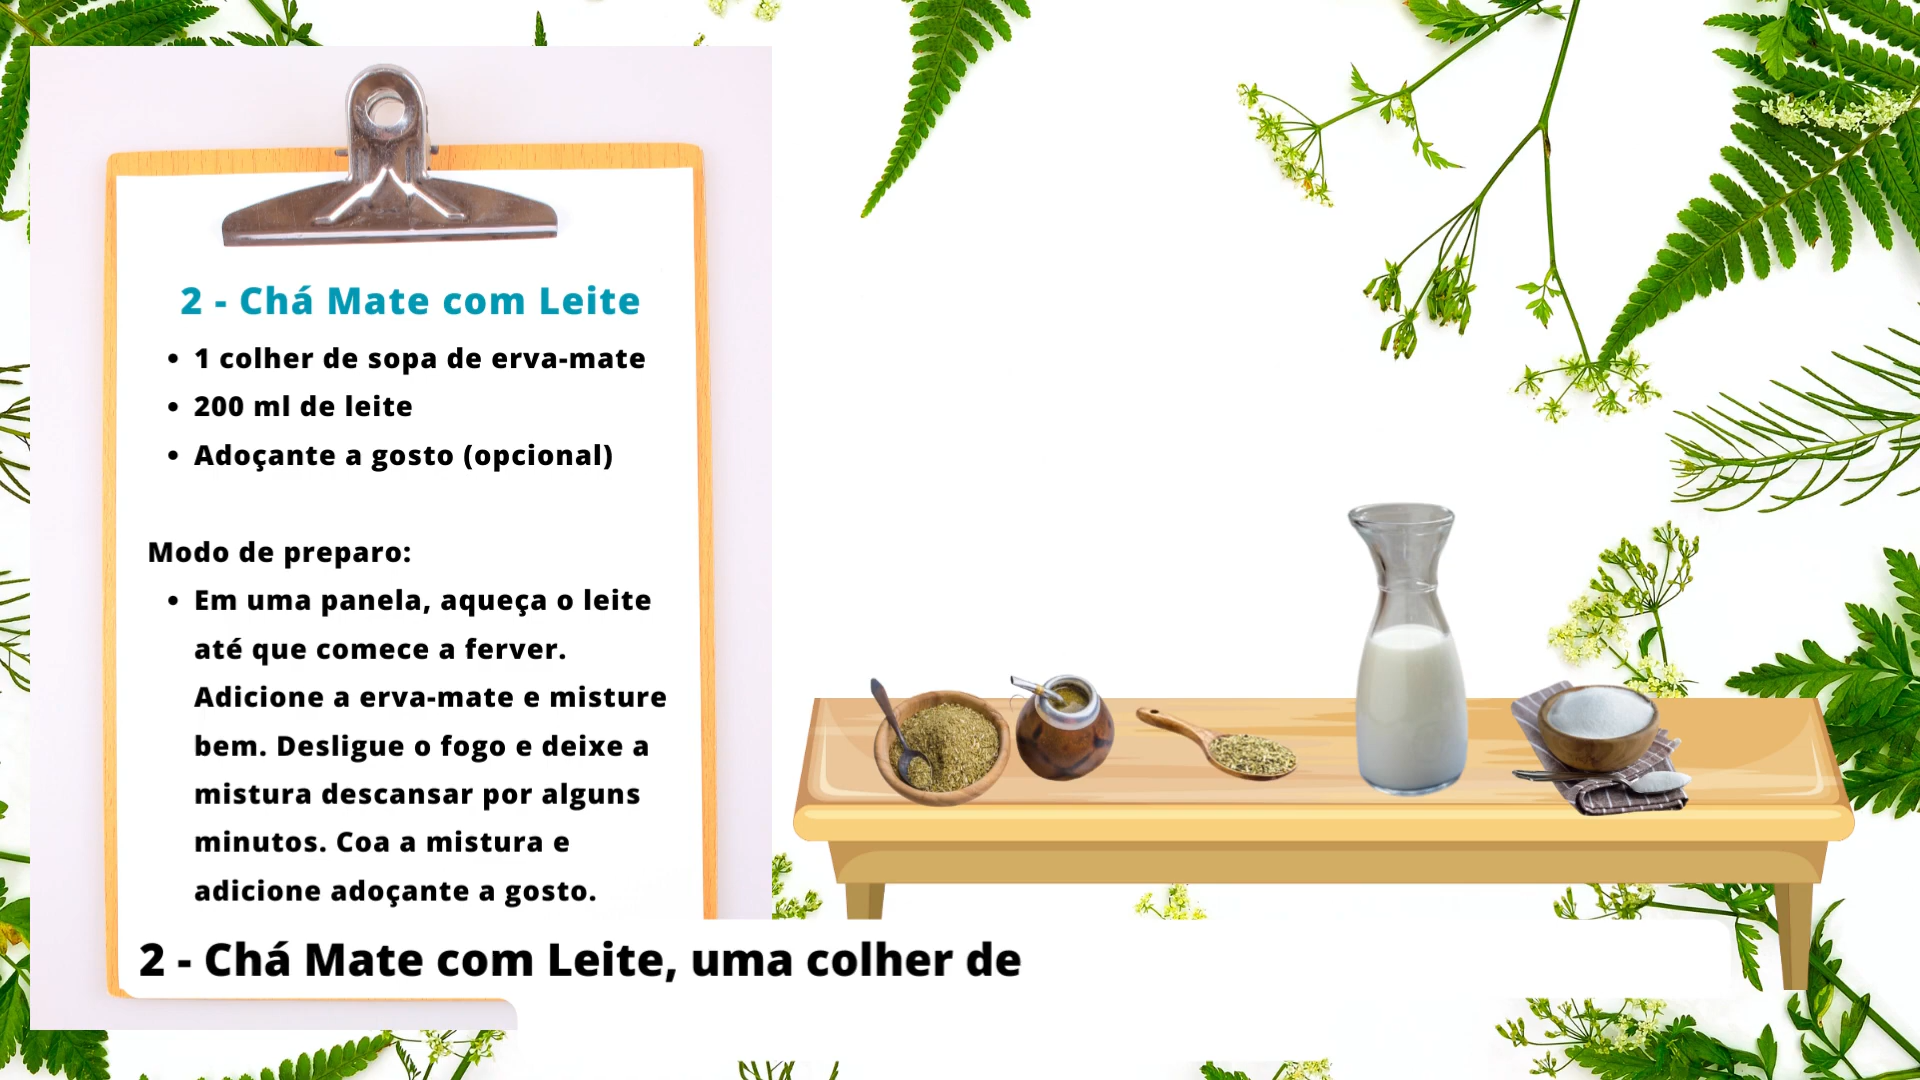 2 - Chá Mate com Leite
• 1 colher de sopa de erva-mate
• 200 ml de leite
• Adoçante a gosto (opcional)
Modo de preparo:
• Em uma panela, aqueça o leite
até que comece a ferver.
Adicione a erva-mate e misture
bem. Desligue o fogo e deixe a
mistura descansar por alguns
minutos. Coa a mistura e
adicione adoçante a gosto.
2 - Chá Mate com Leite, uma colher de